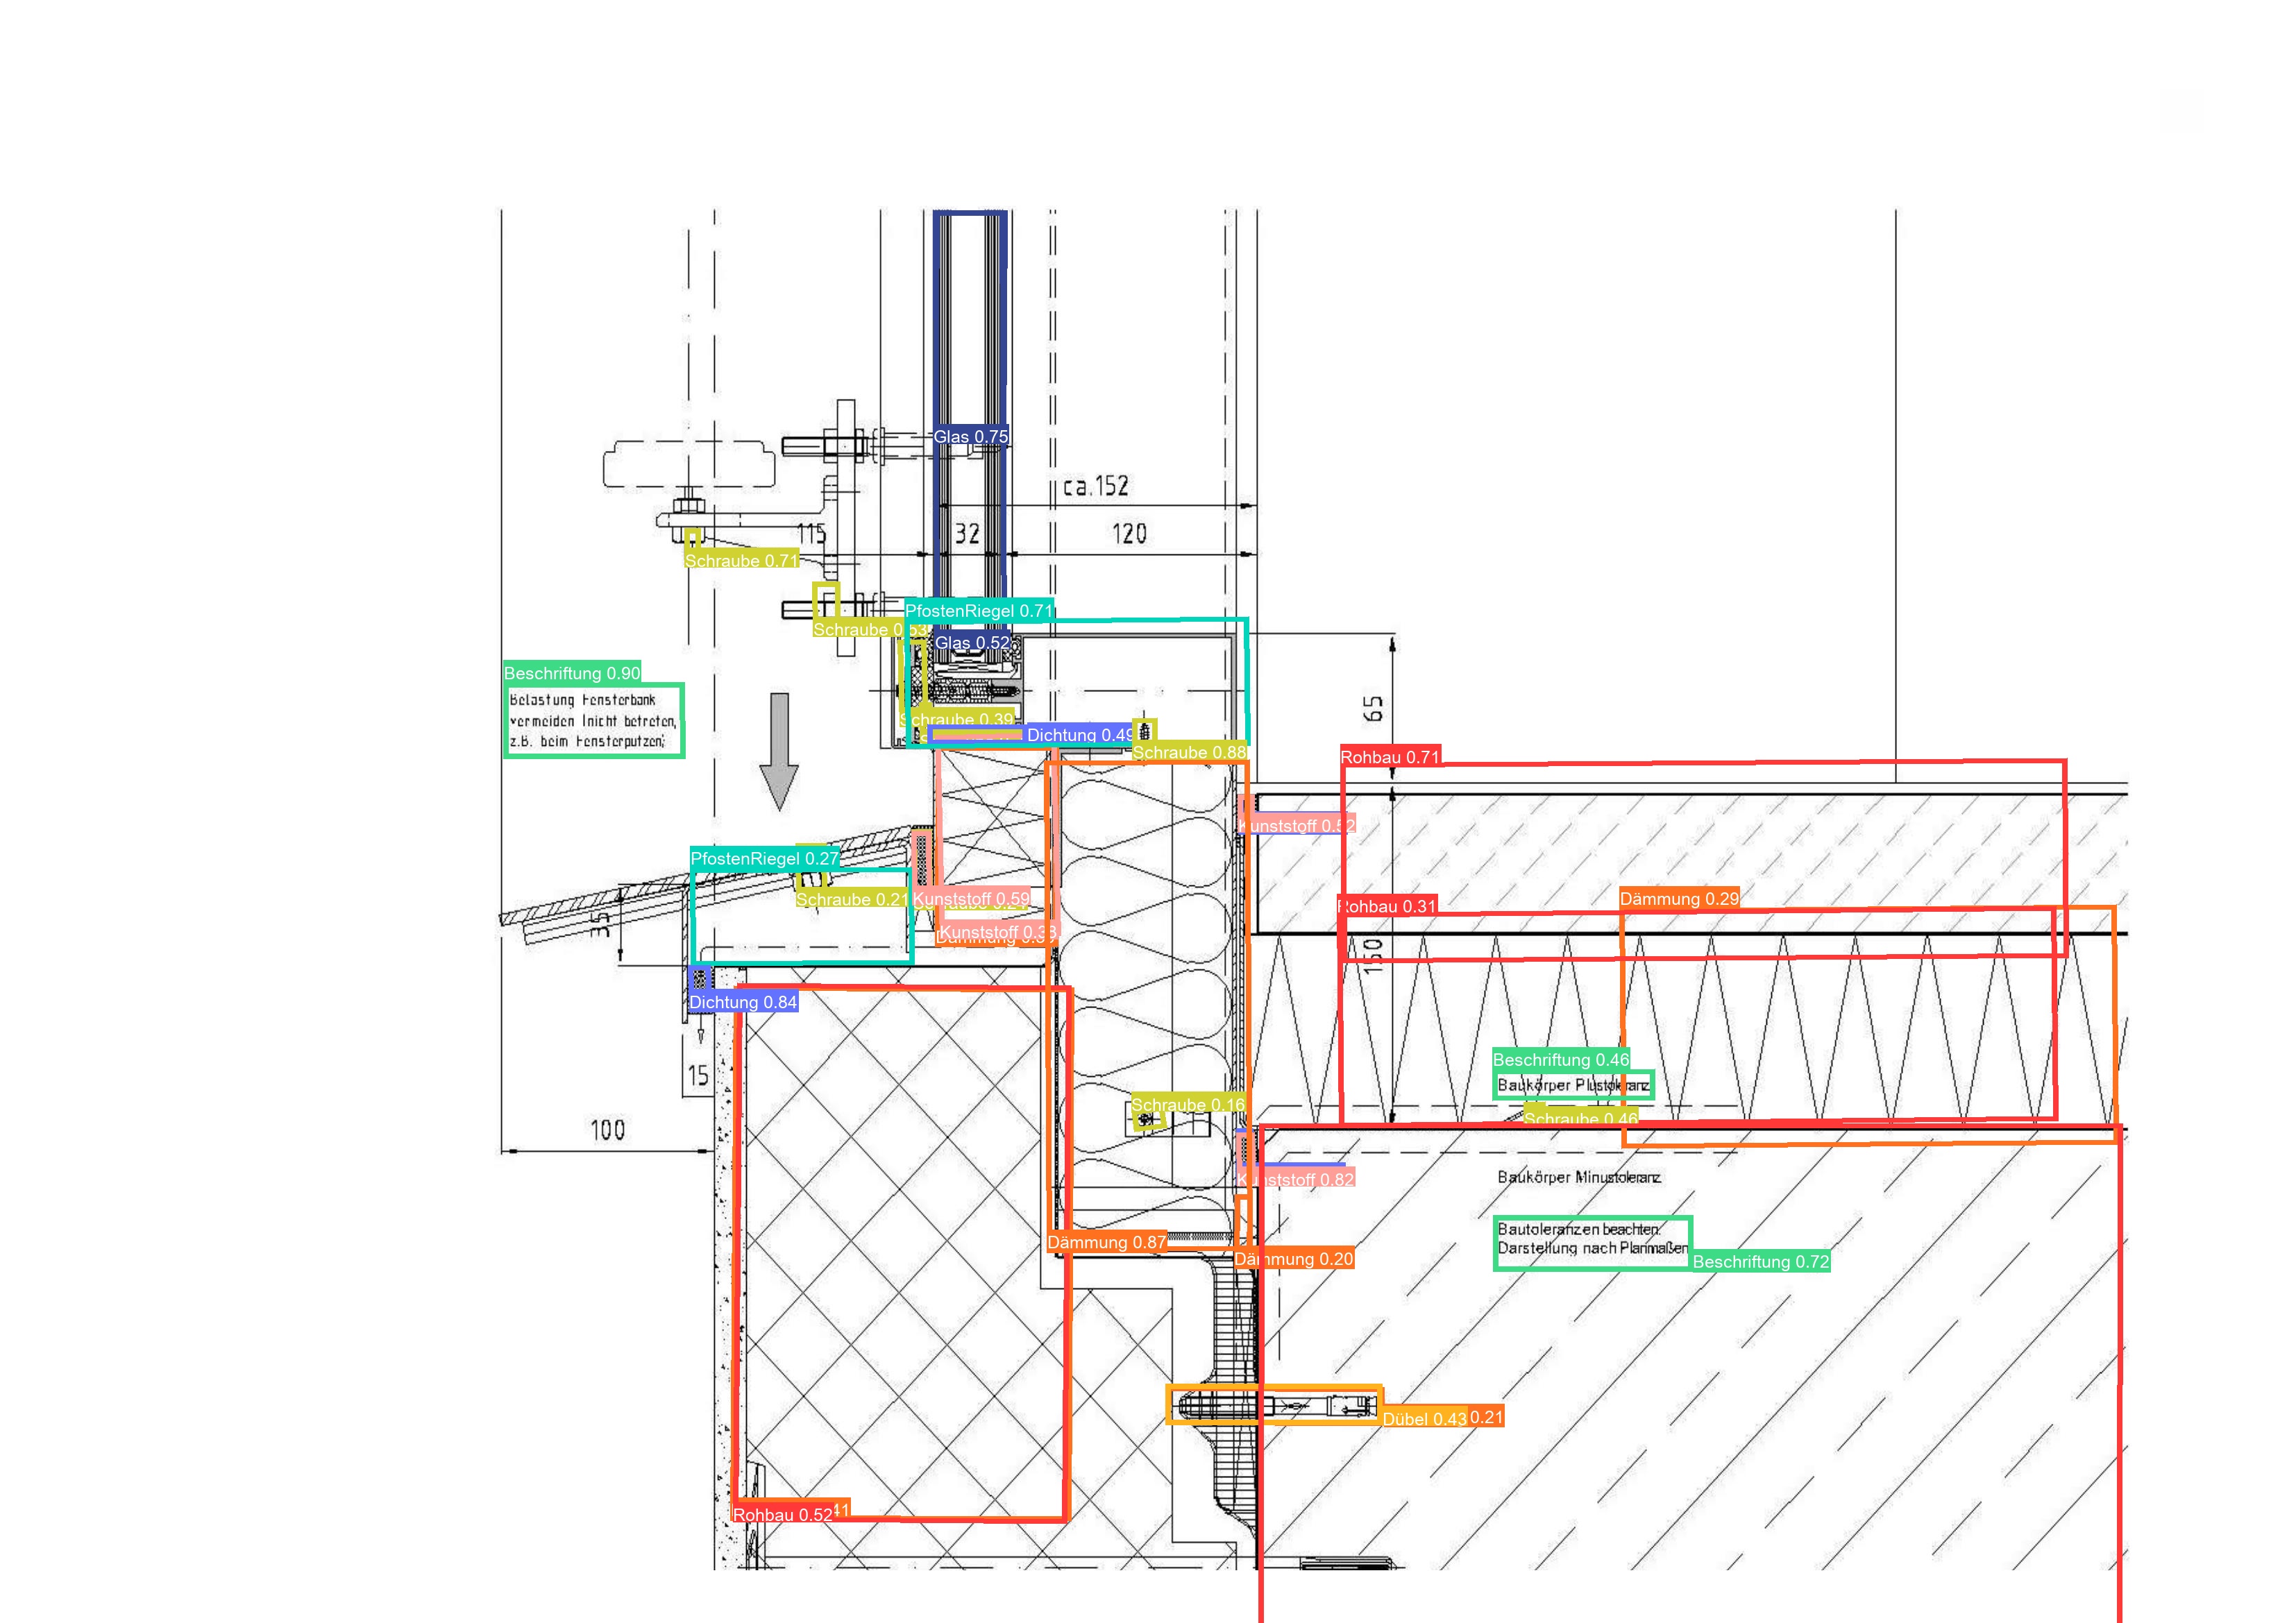 Glas 0.75
ca.152
115
32
120
Schraube 0.71
PfostenRiegel 0.71
Schraube 0.53
Glas 0.52
Beschriftung 0.90
Belastung Fensterbank
vermeiden (nicht betreten,
z.B. beim Fensterputzen;
65
Schraube 0.39
Dichtung 0.49
Schraube 0.88
Rohbau 0.71
Kunststoff 0.52
PfostenRiegel 0.27
Schraube 0.21
Kunststoff 0.59
Rohbau 0.31
Dämmung 0.29
35
Kunststoff 0.33
150
Dichtung 0.84
Beschriftung 0.46
15
Baukörper Plustoleranz
Schraube 0.16
Schraube 0.46
100
Kunststoff 0.82
Baukörper Minustoleranz
Bautoleranzen beachten.
Darstellung nach Planmaßen
Dämmung 0.87
Dämmung 0.20
Beschriftung 0.72
Dübel 0.43
0.21
Rohbau 0.52